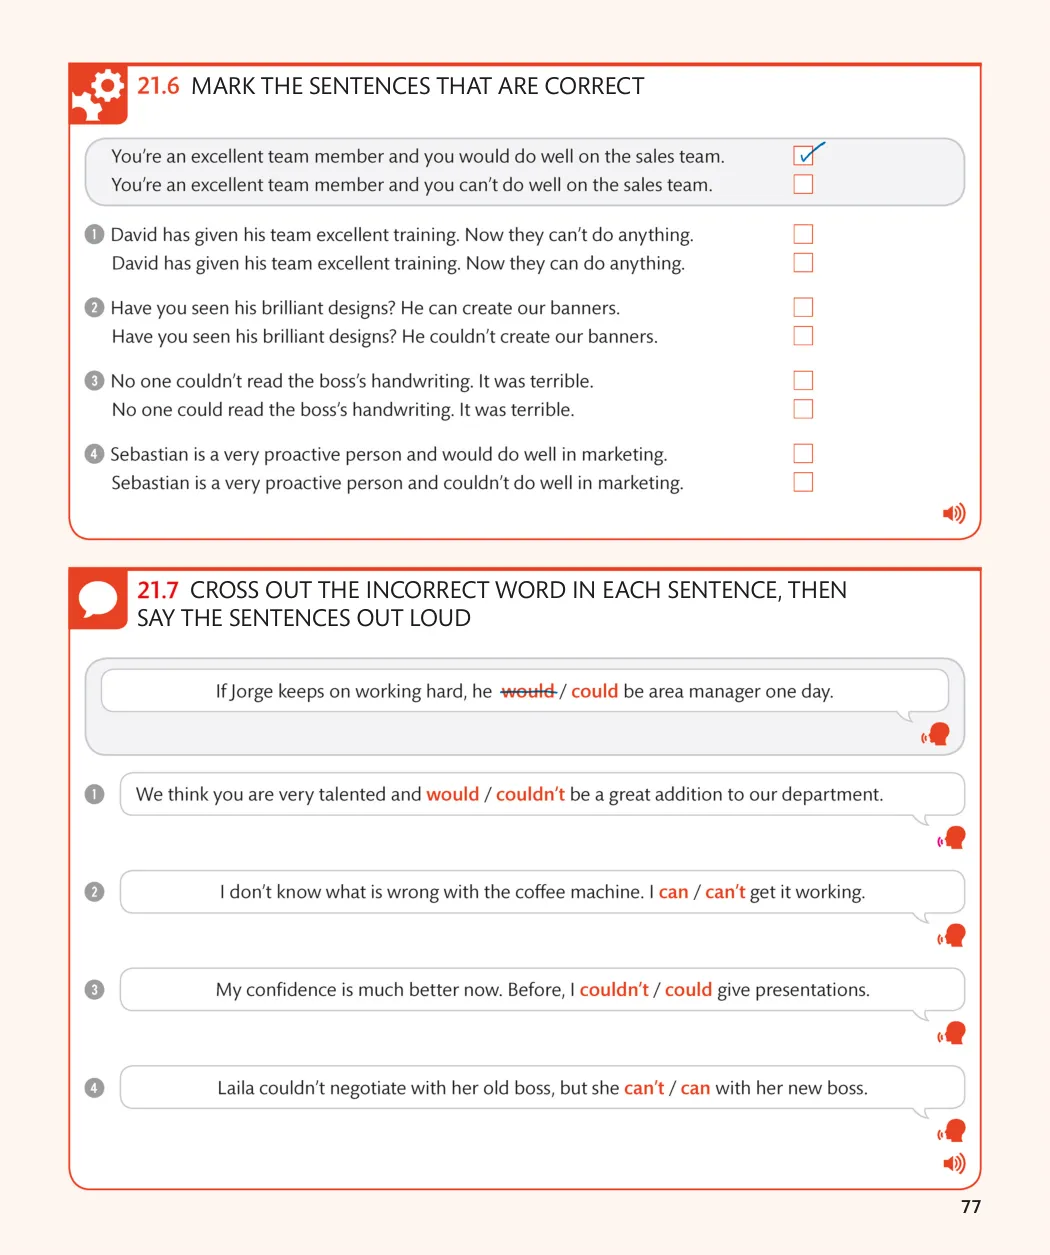 21.6 MARK THE SENTENCES THAT ARE CORRECT
You're an excellent team member and you would do well on the sales team.
You're an excellent team member and you can't do well on the sales team.
1 David has given his team excellent training. Now they can't do anything.
David has given his team excellent training. Now they can do anything.
2 Have you seen his brilliant designs? He can create our banners.
Have you seen his brilliant designs? He couldn't create our banners.
3 No one couldn't read the boss's handwriting. It was terrible.
No one could read the boss's handwriting. It was terrible.
4 Sebastian is a very proactive person and would do well in marketing.
Sebastian is a very proactive person and couldn't do well in marketing.
21.7 CROSS OUT THE INCORRECT WORD IN EACH SENTENCE, THEN
SAY THE SENTENCES OUT LOUD
If Jorge keeps on working hard, he would / could be area manager one day.
1 We think you are very talented and would / couldn't be a great addition to our department.
2 I don't know what is wrong with the coffee machine. I can / can't get it working.
3 My confidence is much better now. Before, I couldn't / could give presentations.
4 Laila couldn't negotiate with her old boss, but she can't / can with her new boss.
77